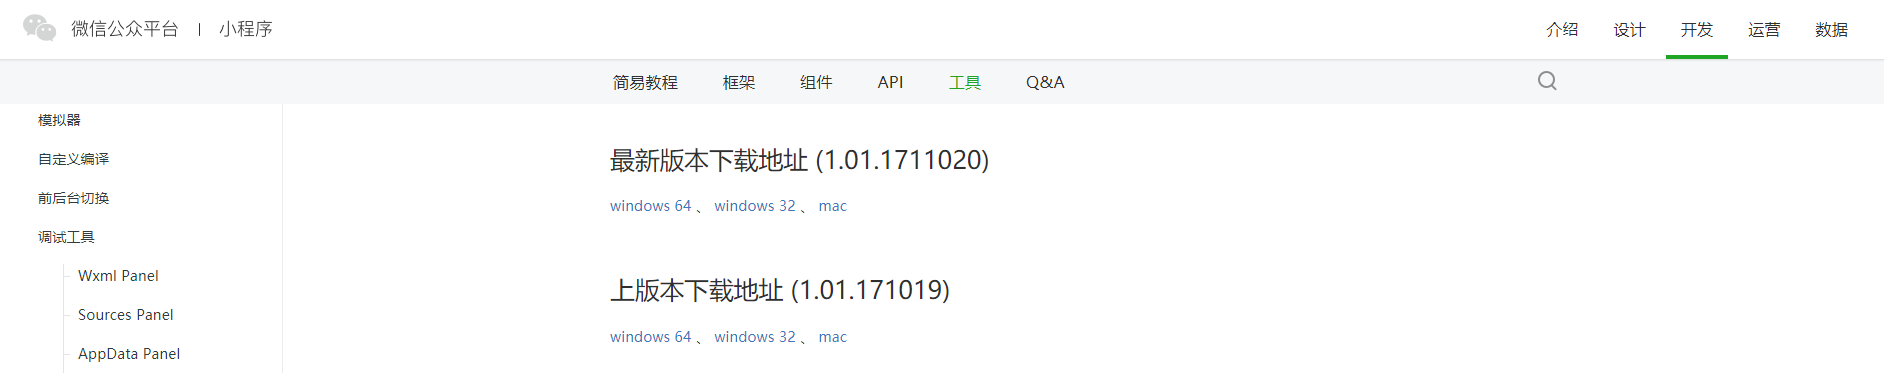 微信公众平台 | 小程序
介绍 设计 开发 运营 数据
简易教程 框架 组件 API 工具 Q&A
模拟器
自定义编译
前后台切换
调试工具
Wxml Panel
Sources Panel
AppData Panel
最新版本下载地址 (1.01.1711020)
windows 64 、 windows 32 、 mac
上版本下载地址 (1.01.171019)
windows 64 、 windows 32 、 mac